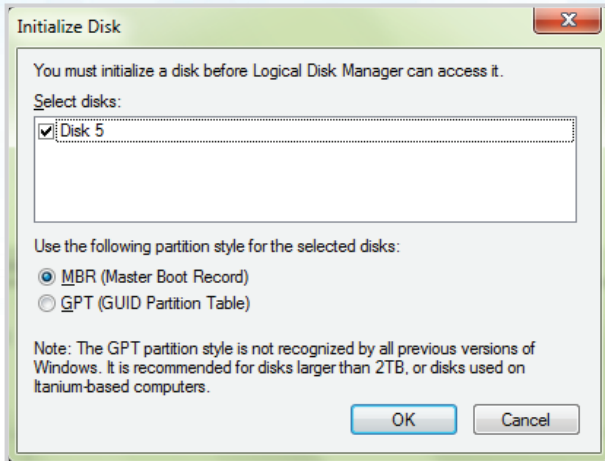 Initialize Disk
You must initialize a disk before Logical Disk Manager can access it.
Select disks:
Disk 5
Use the following partition style for the selected disks:
MBR (Master Boot Record)
GPT (GUID Partition Table)
Note: The GPT partition style is not recognized by all previous versions of
Windows. It is recommended for disks larger than 2TB, or disks used on
Itanium-based computers.
OK Cancel